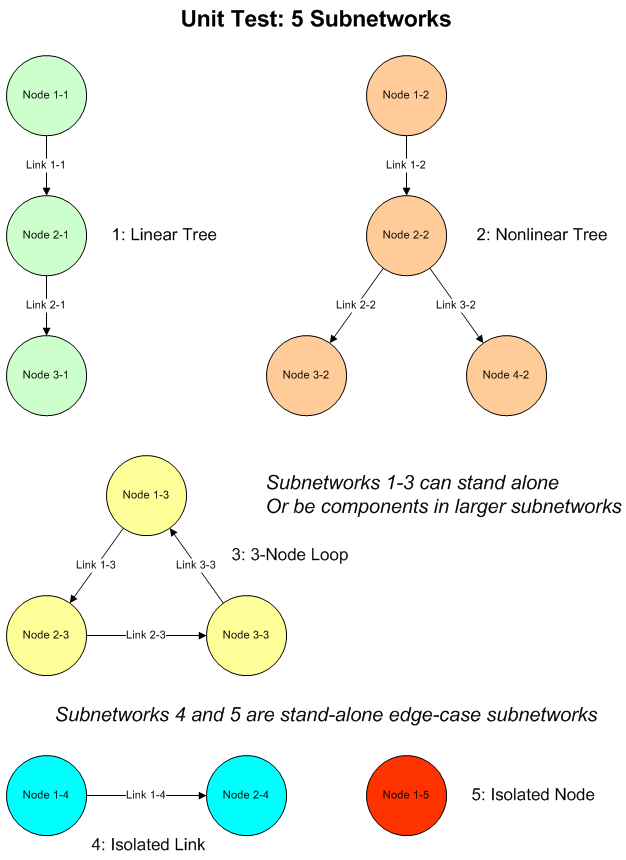 Unit Test: 5 Subnetworks
Node 1-1
Link 1-1
Node 2-1
1: Linear Tree
Link 2-1
Node 3-1
Node 1-2
Link 1-2
Node 2-2
2: Nonlinear Tree
Link 2-2
Link 3-2
Node 3-2
Node 4-2
Subnetworks 1-3 can stand alone
Or be components in larger subnetworks
Node 1-3
3: 3-Node Loop
Link 1-3
Link 3-3
Node 2-3
Link 2-3
Node 3-3
Subnetworks 4 and 5 are stand-alone edge-case subnetworks
Node 1-4
Link 1-4
Node 2-4
4: Isolated Link
Node 1-5
5: Isolated Node